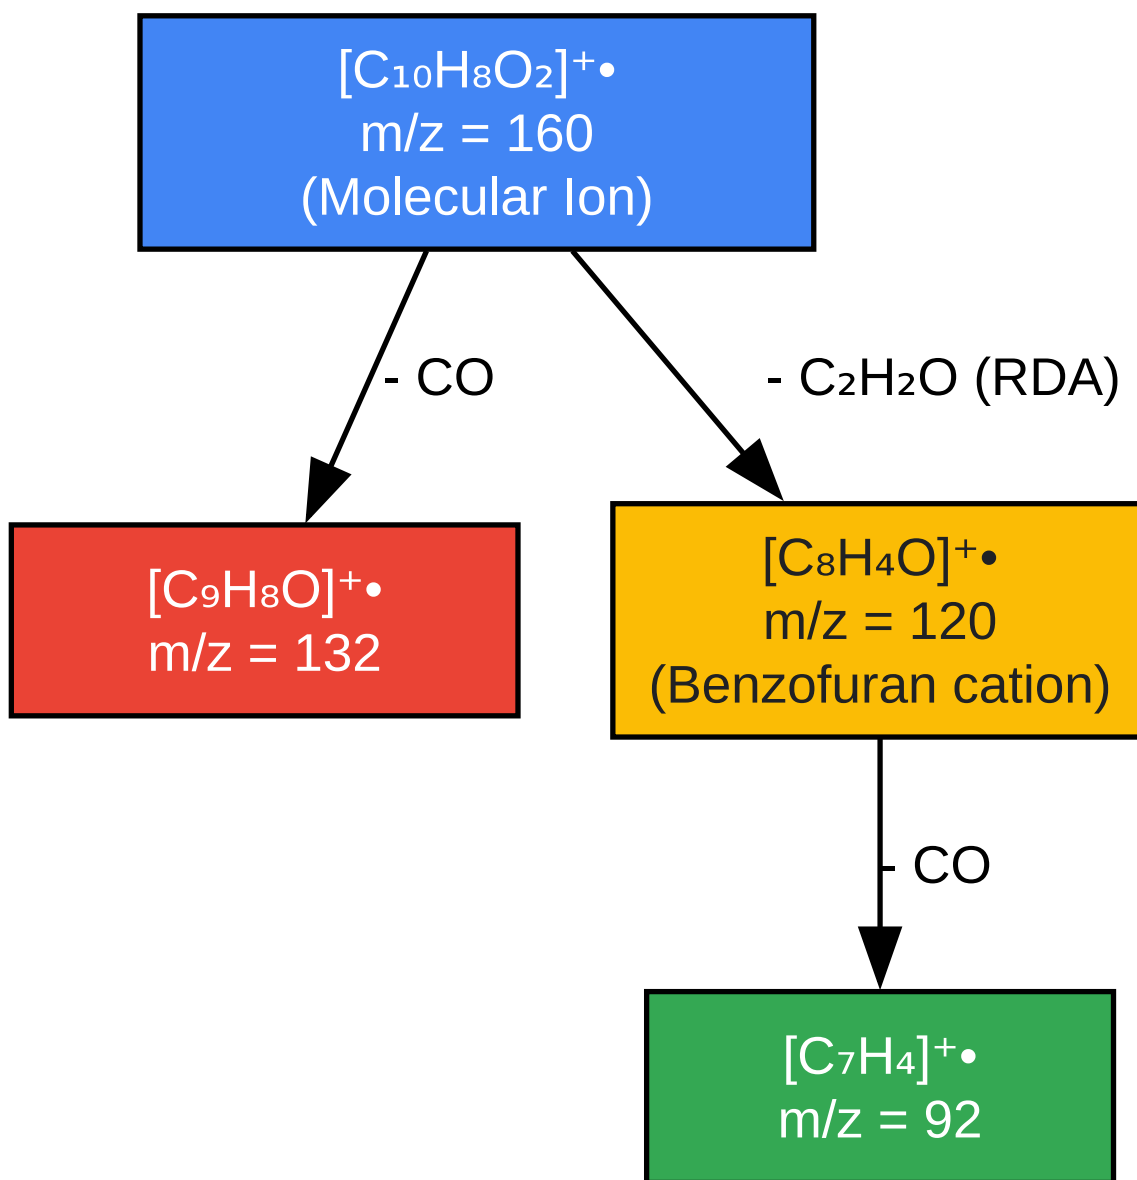 [C₁₀H₈O₂]⁺•
m/z = 160
(Molecular Ion)
- CO
- C₂H₂O (RDA)
[C₉H₈O]⁺•
m/z = 132
[C₈H₄O]⁺•
m/z = 120
(Benzofuran cation)
- CO
[C₇H₄]⁺•
m/z = 92